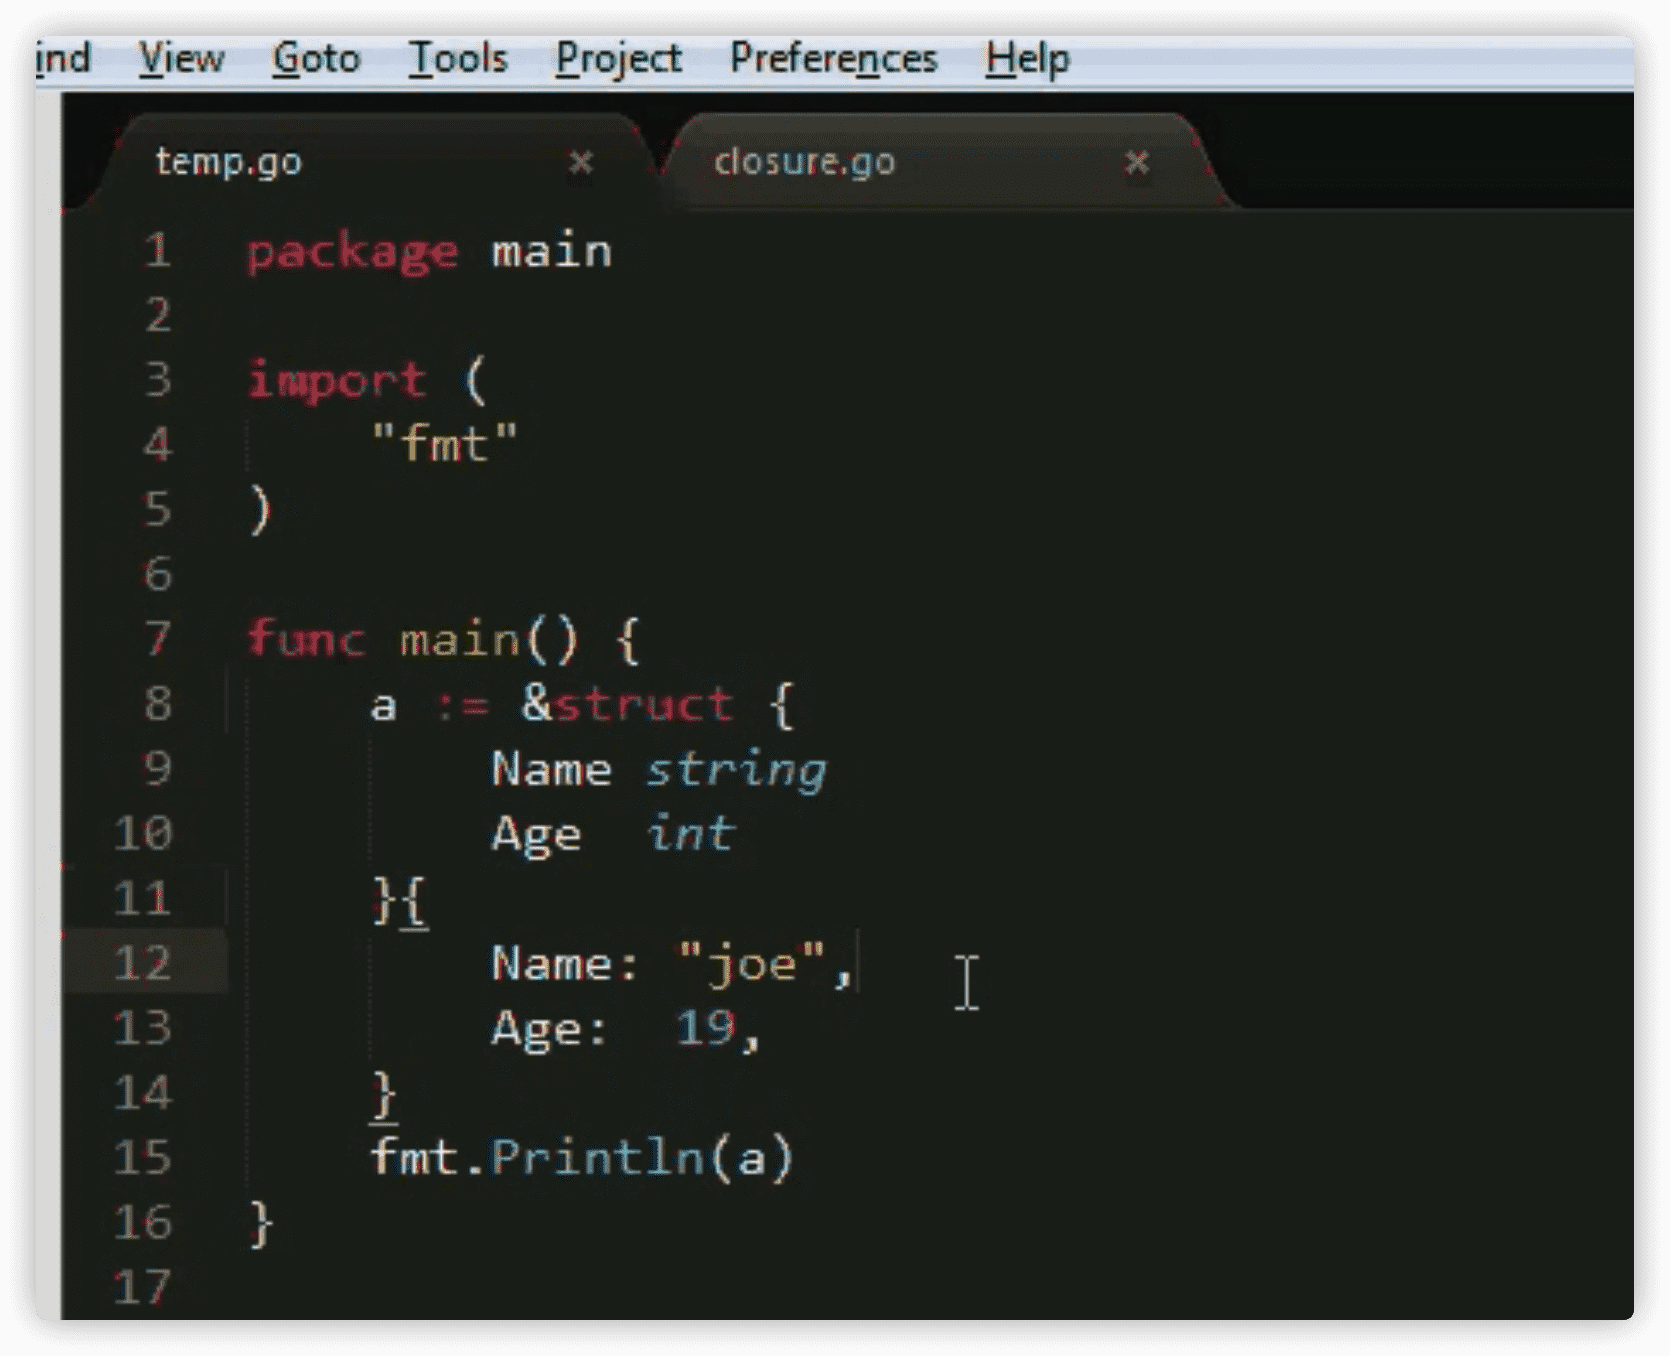 ind View Goto Tools Project Preferences Help
temp.go × closure.go ×
1 package main
2
3 import (
4 "fmt"
5 )
6
7 func main() {
8 a := &struct {
9 Name string
10 Age int
11 }{
12 Name: "joe",
13 Age: 19,
14 }
15 fmt.Println(a)
16 }
17